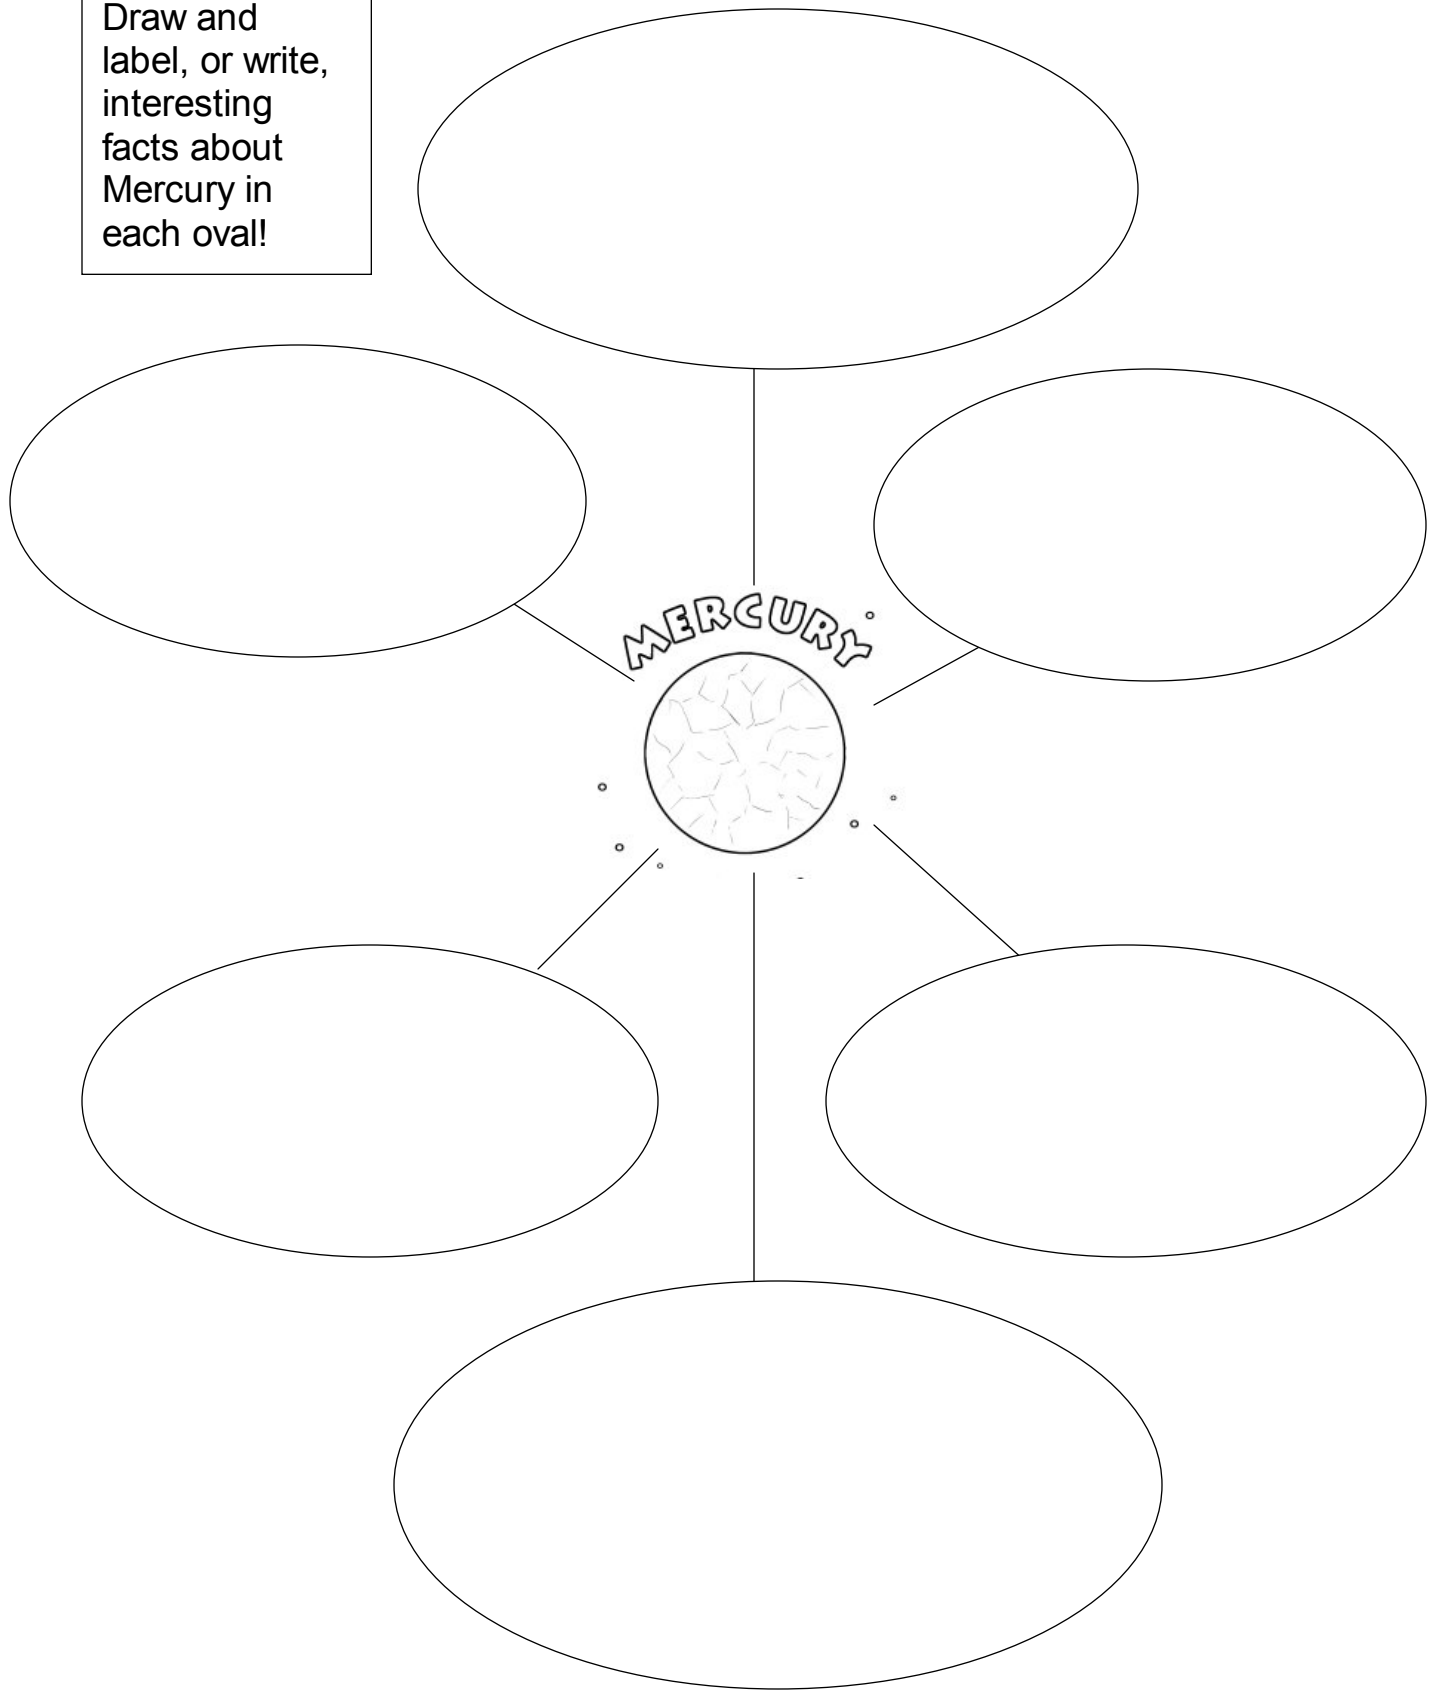 Draw and
label, or write,
interesting
facts about
Mercury in
each oval!
MERCURY